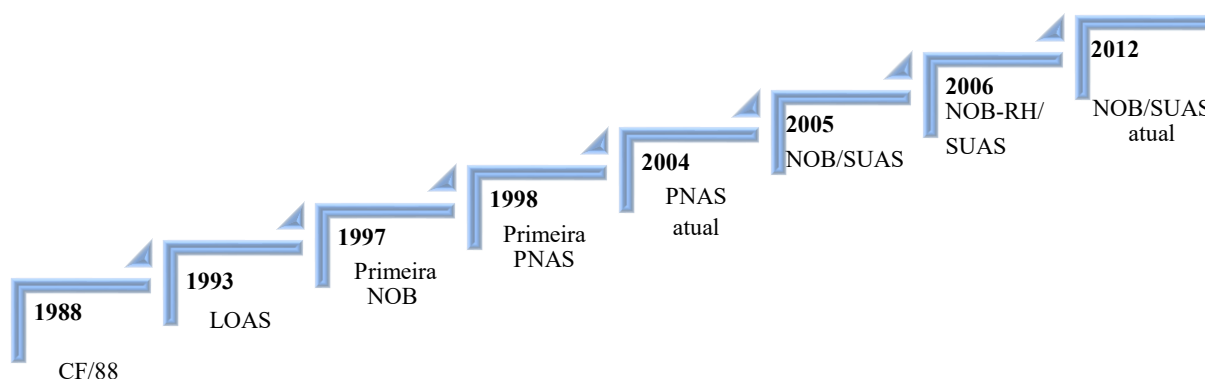 1988
CF/88
1993
LOAS
1997
Primeira
NOB
1998
Primeira
PNAS
2004
PNAS
atual
2005
NOB/SUAS
2006
NOB-RH/
SUAS
2012
NOB/SUAS
atual